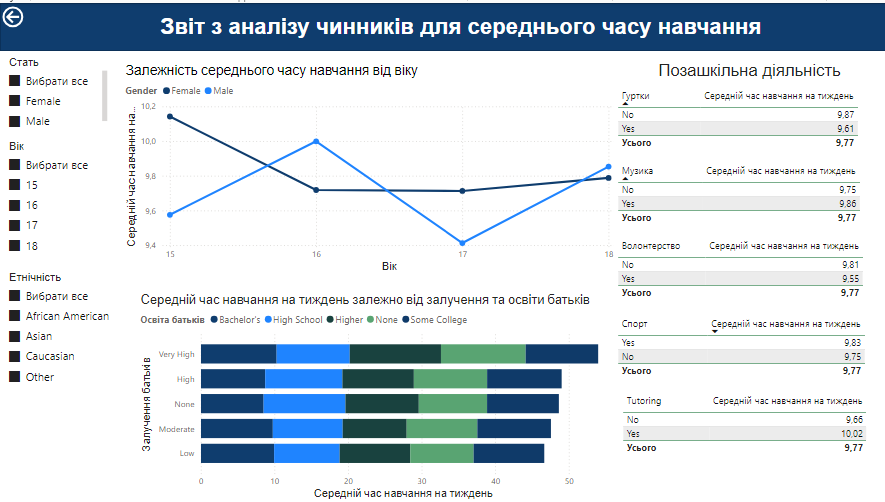 Звіт з аналізу чинників для середнього часу навчання
Стать
Вибрати все
Female
Male
Вік
Вибрати все
15
16
17
18
Етнічність
Вибрати все
African American
Asian
Caucasian
Other
Залежність середнього часу навчання від віку
Gender Female Male
Середній час навчання на...
10,2
10,0
9,8
9,6
9,4
15 16 17 18
Вік
Середній час навчання на тиждень залежно від залучення та освіти батьків
Освіта батьків Bachelor's High School Higher None Some College
Залучення батьків
Very High
High
None
Moderate
Low
0 10 20 30 40 50
Середній час навчання на тиждень
Позашкільна діяльність
Гуртки Середній час навчання на тиждень
No 9,87
Yes 9,61
Усього 9,77
Музика Середній час навчання на тиждень
No 9,75
Yes 9,86
Усього 9,77
Волонтерство Середній час навчання на тиждень
No 9,81
Yes 9,55
Усього 9,77
Спорт Середній час навчання на тиждень
Yes 9,83
No 9,75
Усього 9,77
Tutoring Середній час навчання на тиждень
No 9,66
Yes 10,02
Усього 9,77